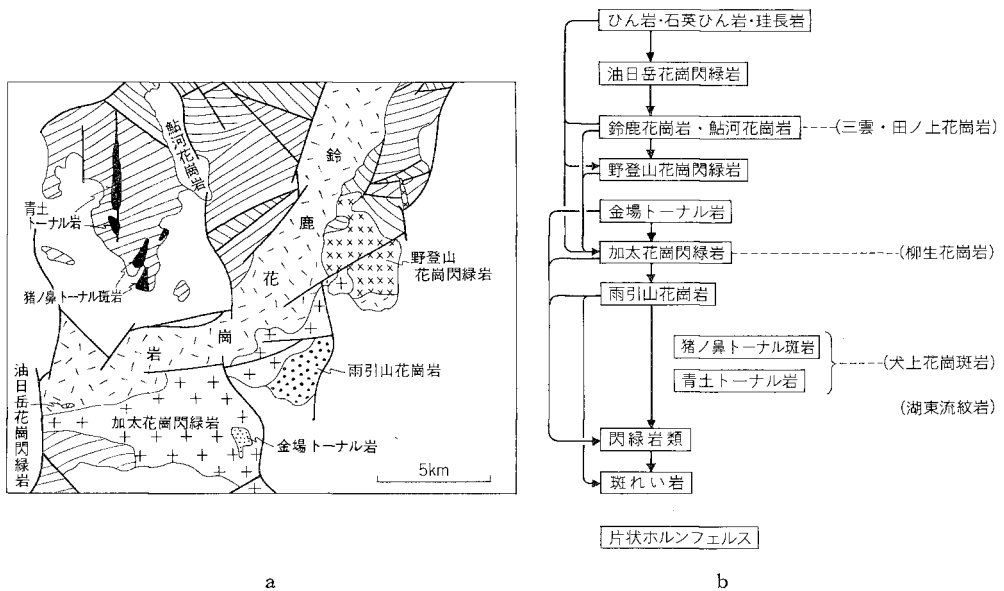 鮎河花崗岩
鈴
鹿
花
崗
岩
青土
トーナル岩
猪ノ鼻トーナル斑岩
野登山
花崗閃緑岩
雨引山花崗岩
油日岳花崗閃緑岩
加太花崗閃緑岩
金場トーナル岩
5km
a
ひん岩・石英ひん岩・珪長岩
油日岳花崗閃緑岩
鈴鹿花崗岩・鮎河花崗岩
(三雲・田ノ上花崗岩)
野登山花崗閃緑岩
金場トーナル岩
加太花崗閃緑岩
(柳生花崗岩)
雨引山花崗岩
猪ノ鼻トーナル斑岩
青土トーナル岩
(犬上花崗斑岩)
(湖東流紋岩)
閃緑岩類
斑れい岩
片状ホルンフェルス
b